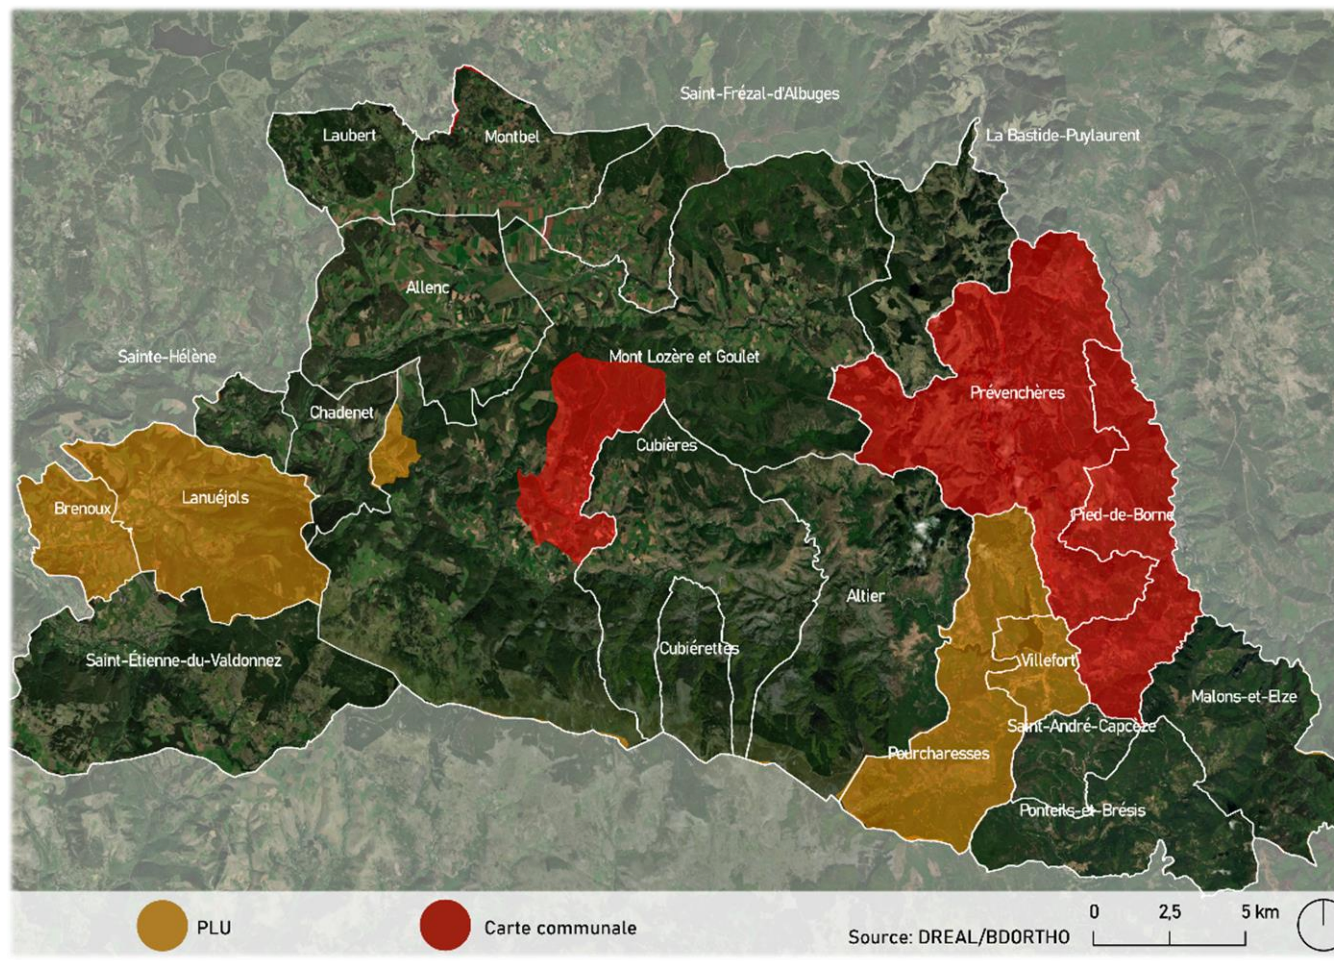 Saint-Frézal-d'Albuges
Laubert
Montbel
La Bastide-Puylaurent
Allenc
Sainte-Hélène
Mont Lozère et Goulet
Prévenchères
Chadenet
Cubières
Lanuéjols
Brenoux
Pied-de-Borne
Altier
Cubiérettes
Saint-Étienne-du-Valdonnez
Villefort
Malons-et-Elze
Saint-André-Capcèze
Pourcharesses
Ponteils-et-Brésis
PLU
Carte communale
Source: DREAL/BDORTHO
0 2,5 5 km